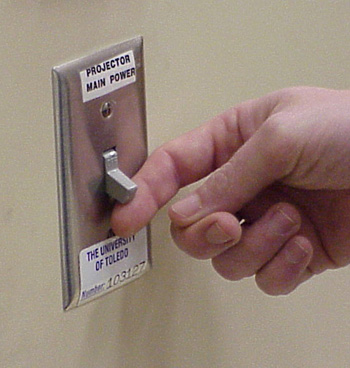 PROJECTOR
MAIN POWER
THE UNIVERSITY
OF TOLEDO
Number: 103127